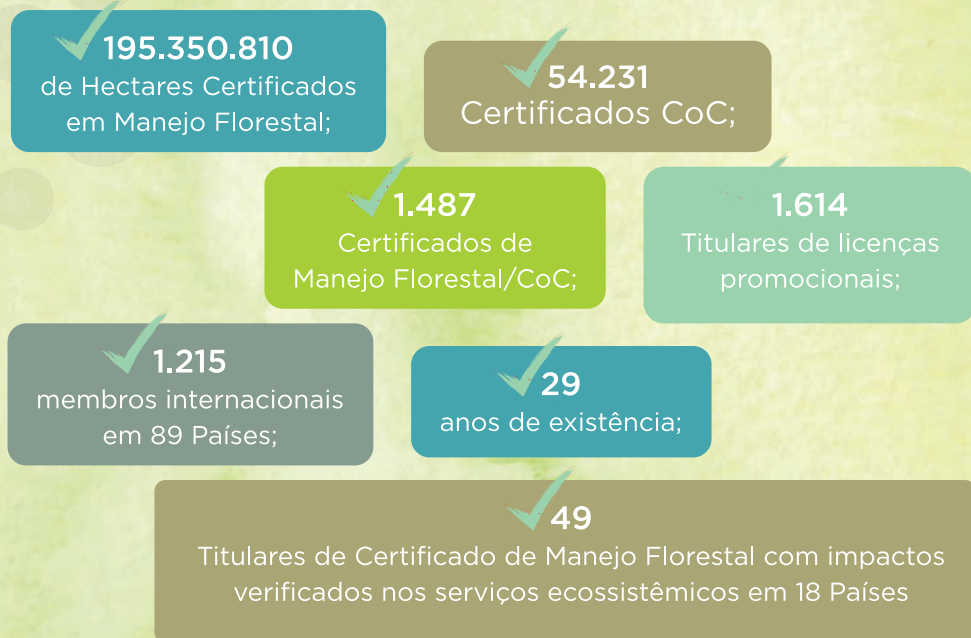 195.350.810
de Hectares Certificados
em Manejo Florestal;
54.231
Certificados CoC;
1.487
Certificados de
Manejo Florestal/CoC;
1.614
Titulares de licenças
promocionais;
1.215
membros internacionais
em 89 Países;
29
anos de existência;
49
Titulares de Certificado de Manejo Florestal com impactos
verificados nos serviços ecossistêmicos em 18 Países